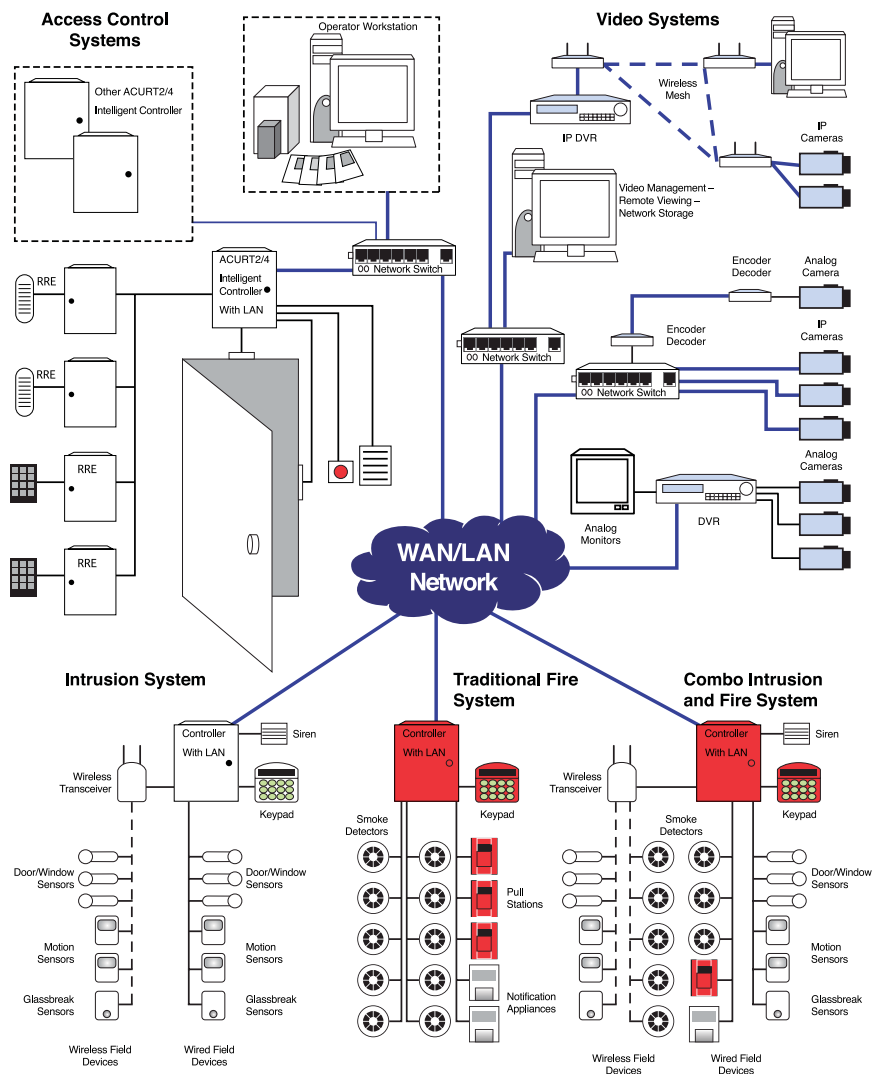 Access Control
Systems
Operator Workstation
Other ACURT2/4
Intelligent Controller
Video Systems
Wireless
Mesh
IP DVR
IP
Cameras
Video Management –
Remote Viewing –
Network Storage
ACURT2/4
Intelligent
Controller
With LAN
00 Network Switch
RRE
RRE
RRE
RRE
Encoder
Decoder
Analog
Camera
Encoder
Decoder
IP
Cameras
00 Network Switch
00 Network Switch
Analog
Cameras
Analog
Monitors
DVR
WAN/LAN
Network
Intrusion System
Controller
With LAN
Siren
Wireless
Transceiver
Keypad
Door/Window
Sensors
Door/Window
Sensors
Motion
Sensors
Motion
Sensors
Glassbreak
Sensors
Glassbreak
Sensors
Wireless Field
Devices
Wired Field
Devices
Traditional Fire
System
Controller
With LAN
Keypad
Smoke
Detectors
Pull
Stations
Notification
Appliances
Combo Intrusion
and Fire System
Controller
With LAN
Siren
Wireless
Transceiver
Keypad
Smoke
Detectors
Door/Window
Sensors
Motion
Sensors
Glassbreak
Sensors
Wireless Field
Devices
Wired Field
Devices